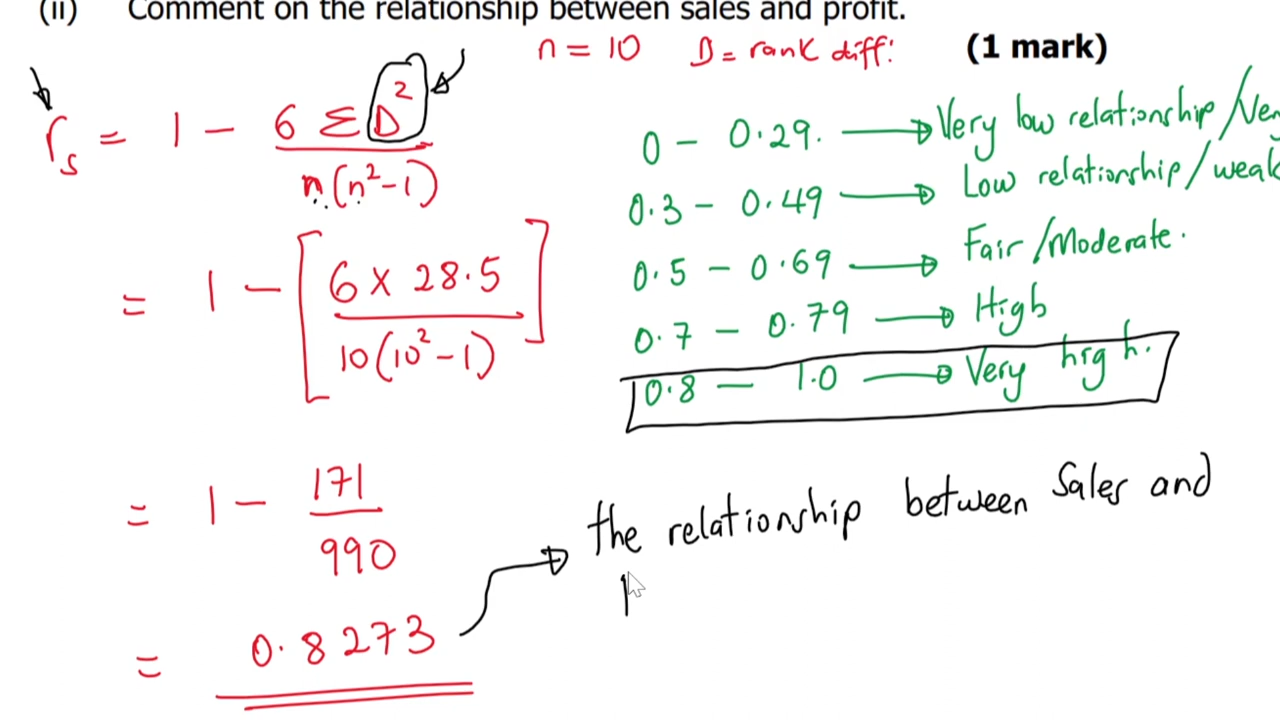 (ii) Comment on the relationship between sales and profit.
(1 mark)
n = 10 D = rank diff:
rₛ = 1 - 6 ΣD² / n(n²-1)
= 1 - [6 x 28.5 / 10(10²-1)]
= 1 - 171 / 990
= 0.8273
0 - 0.29. → Very low relationship /Ver
0.3 - 0.49 → Low relationship/weak
0.5 - 0.69 → Fair /Moderate.
0.7 - 0.79 → High
0.8 - 1.0 → Very high.
the relationship between Sales and